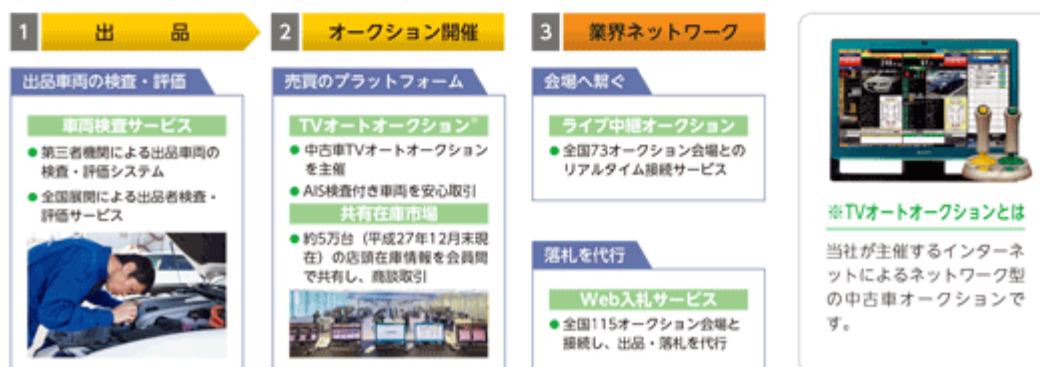 1 出 品
出品車両の検査・評価
車両検査サービス
●第三者機関による出品車両の
検査・評価システム
●全国展開による出品者検査・
評価サービス
2 オークション開催
売買のプラットフォーム
TVオートオークション®
●中古車TVオートオークション
を主催
●AIS検査付き車両を安心取引
共有在庫市場
●約5万台（平成27年12月末現
在）の店頭在庫情報を会員間
で共有し、商談取引
3 業界ネットワーク
会場へ繋ぐ
ライブ中継オークション
●全国73オークション会場との
リアルタイム接続サービス
落札を代行
Web入札サービス
●全国115オークション会場と
接続し、出品・落札を代行
※TVオートオークションとは
当社が主催するインターネ
ットによるネットワーク型
の中古車オークションで
す。